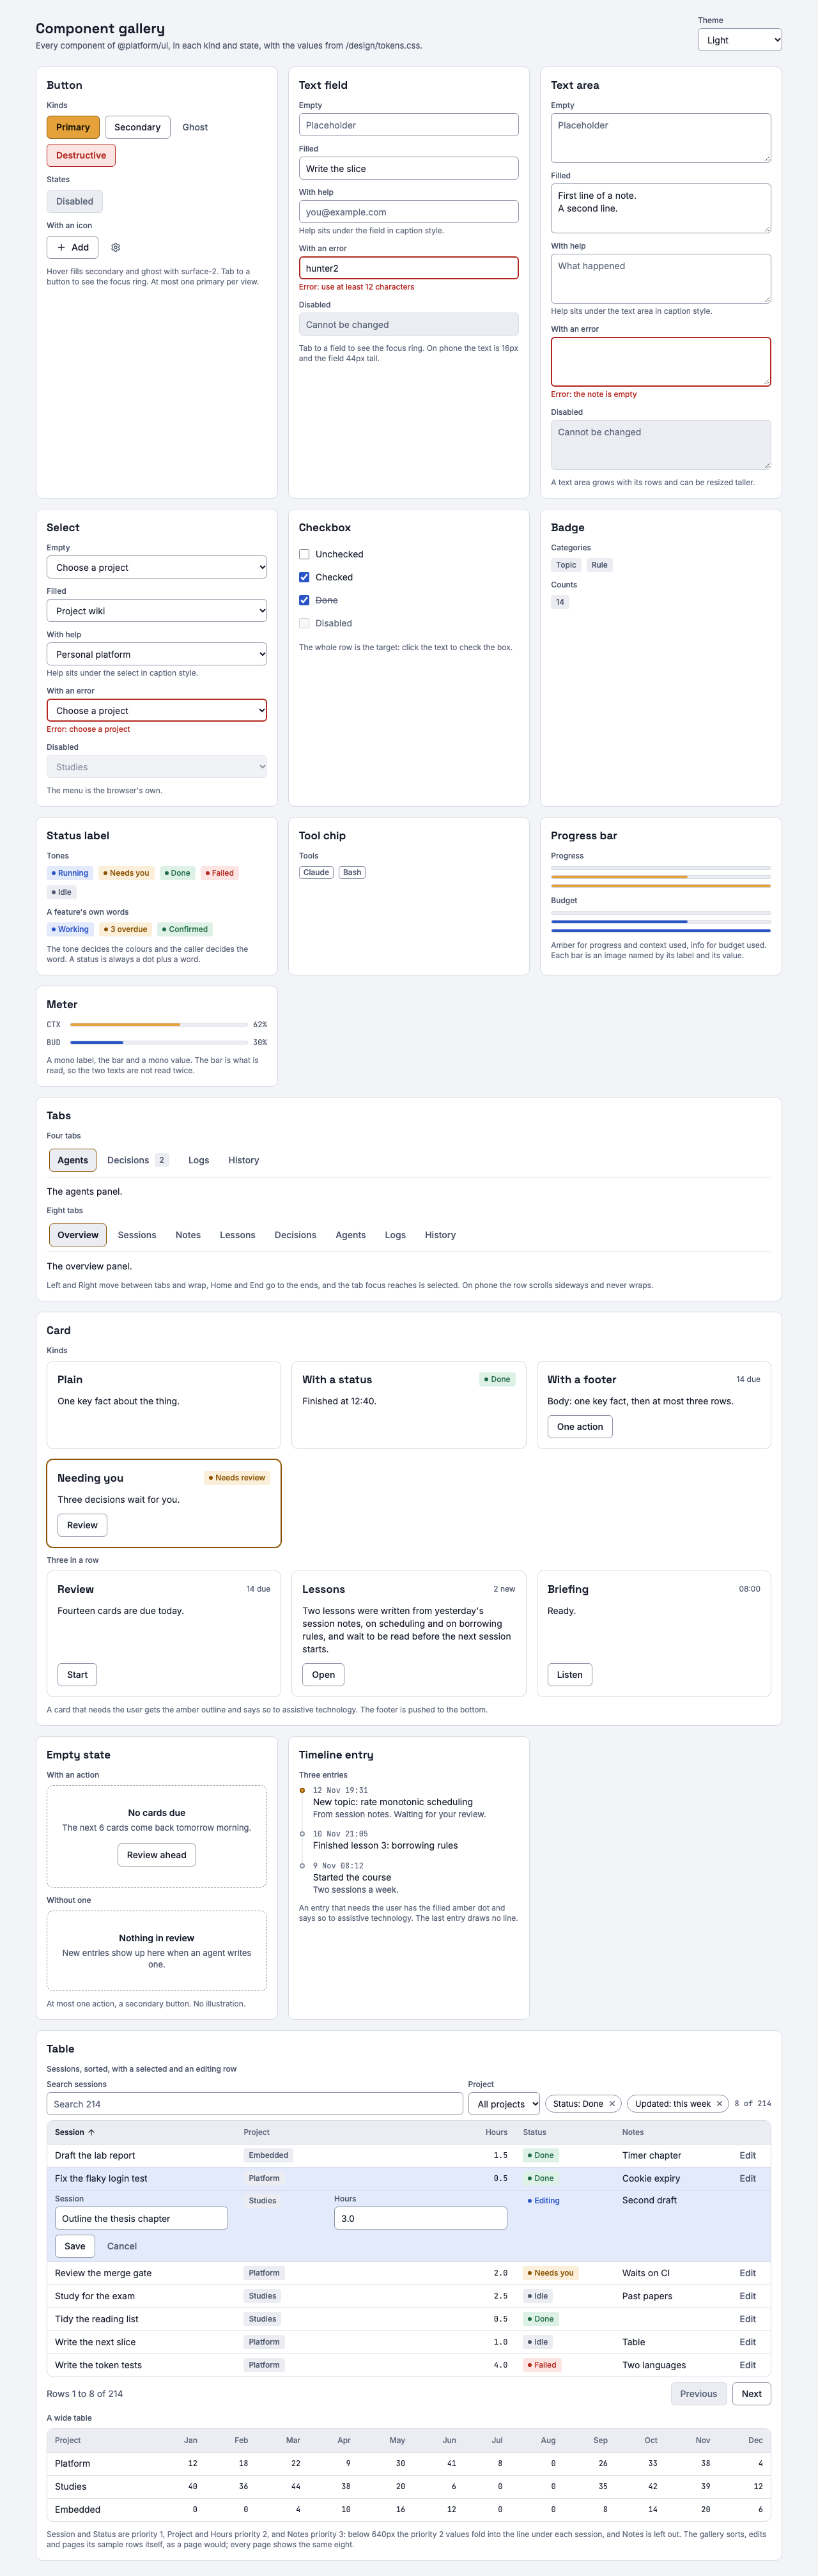 Component gallery
Every component of @platform/ui, in each kind and state, with the values from /design/tokens.css.
Theme
Light
Button
Kinds
Primary
Secondary
Ghost
Destructive
States
Disabled
With an icon
Add
Hover fills secondary and ghost with surface-2. Tab to a
button to see the focus ring. At most one primary per view.
Text field
Empty
Placeholder
Filled
Write the slice
With help
you@example.com
Help sits under the field in caption style.
With an error
hunter2
Error: use at least 12 characters
Disabled
Cannot be changed
Tab to a field to see the focus ring. On phone the text is 16px
and the field 44px tall.
Text area
Empty
Placeholder
Filled
First line of a note.
A second line.
With help
What happened
Help sits under the text area in caption style.
With an error
Error: the note is empty
Disabled
Cannot be changed
A text area grows with its rows and can be resized taller.
Select
Empty
Choose a project
Filled
Project wiki
With help
Personal platform
Help sits under the select in caption style.
With an error
Choose a project
Error: choose a project
Disabled
Studies
The menu is the browser's own.
Checkbox
Unchecked
Checked
Done
Disabled
The whole row is the target: click the text to check the box.
Badge
Categories
Topic Rule
Counts
14
Status label
Tones
Running Needs you Done Failed
Idle
A feature's own words
Working 3 overdue Confirmed
The tone decides the colours and the caller decides the
word. A status is always a dot plus a word.
Tool chip
Tools
Claude Bash
Progress bar
Progress
Budget
Amber for progress and context used, info for budget used.
Each bar is an image named by its label and its value.
Meter
CTX 62%
BUD 30%
A mono label, the bar and a mono value. The bar is what is
read, so the two texts are not read twice.
Tabs
Four tabs
Agents Decisions 2 Logs History
The agents panel.
Eight tabs
Overview Sessions Notes Lessons Decisions Agents Logs History
The overview panel.
Left and Right move between tabs and wrap, Home and End go to the ends, and the tab focus reaches is selected. On phone the row scrolls sideways and never wraps.
Card
Kinds
Plain
One key fact about the thing.
With a status
Done
Finished at 12:40.
With a footer
14 due
Body: one key fact, then at most three rows.
One action
Needing you
Needs review
Three decisions wait for you.
Review
Three in a row
Review
14 due
Fourteen cards are due today.
Start
Lessons
2 new
Two lessons were written from yesterday's
session notes, on scheduling and on borrowing
rules, and wait to be read before the next session
starts.
Open
Briefing
08:00
Ready.
Listen
A card that needs the user gets the amber outline and says so to assistive technology. The footer is pushed to the bottom.
Empty state
With an action
No cards due
The next 6 cards come back tomorrow morning.
Review ahead
Without one
Nothing in review
New entries show up here when an agent writes
one.
At most one action, a secondary button. No illustration.
Timeline entry
Three entries
12 Nov 19:31
New topic: rate monotonic scheduling
From session notes. Waiting for your review.
10 Nov 21:05
Finished lesson 3: borrowing rules
9 Nov 08:12
Started the course
Two sessions a week.
An entry that needs the user has the filled amber dot and
says so to assistive technology. The last entry draws no line.
Table
Sessions, sorted, with a selected and an editing row
Search sessions
Search 214
Project
All projects
Status: Done ×
Updated: this week ×
8 of 214
Session ↑ Project Hours Status Notes
Draft the lab report Embedded 1.5 Done Timer chapter Edit
Fix the flaky login test Platform 0.5 Done Cookie expiry Edit
Session Studies Hours Editing Second draft
Outline the thesis chapter 3.0
Save Cancel
Review the merge gate Platform 2.0 Needs you Waits on CI Edit
Study for the exam Studies 2.5 Idle Past papers Edit
Tidy the reading list Studies 0.5 Done Edit
Write the next slice Platform 1.0 Idle Table Edit
Write the token tests Platform 4.0 Failed Two languages Edit
Rows 1 to 8 of 214
Previous Next
A wide table
Project Jan Feb Mar Apr May Jun Jul Aug Sep Oct Nov Dec
Platform 12 18 22 9 30 41 8 0 26 33 38 4
Studies 40 36 44 38 20 6 0 0 35 42 39 12
Embedded 0 0 4 10 16 12 0 0 8 14 20 6
Session and Status are priority 1, Project and Hours priority 2, and Notes priority 3: below 640px the priority 2 values fold into the line under each session, and Notes is left out. The gallery sorts, edits
and pages its sample rows itself, as a page would; every page shows the same eight.